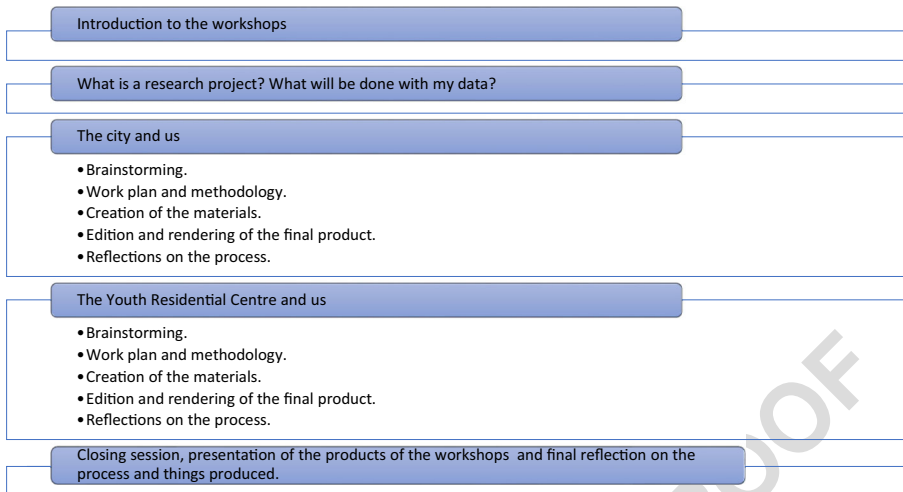 Introduction to the workshops
What is a research project? What will be done with my data?
The city and us
•Brainstorming.
•Work plan and methodology.
•Creation of the materials.
•Edition and rendering of the final product.
•Reflections on the process.
The Youth Residential Centre and us
•Brainstorming.
•Work plan and methodology.
•Creation of the materials.
•Edition and rendering of the final product.
•Reflections on the process.
Closing session, presentation of the products of the workshops and final reflection on the
process and things produced.
OOF